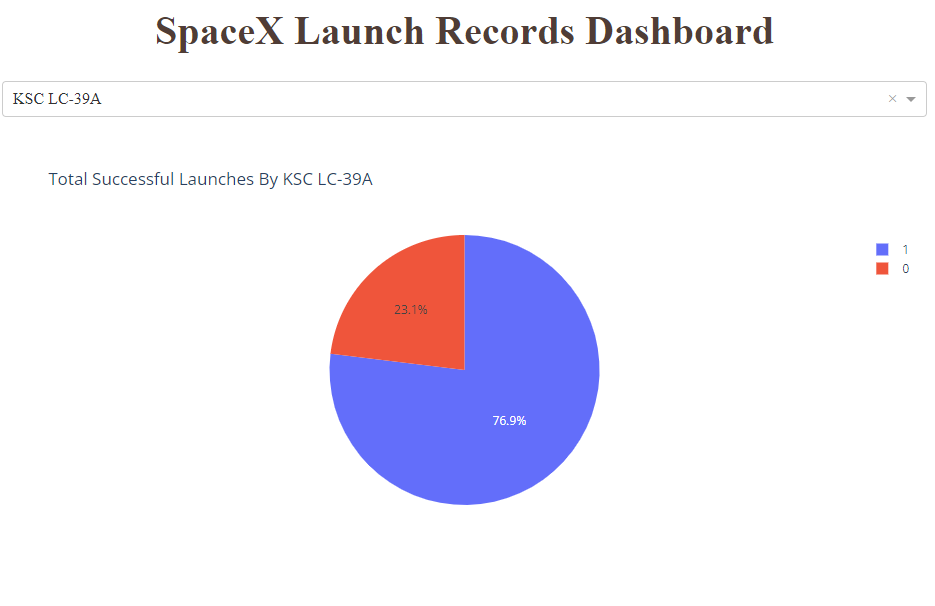 SpaceX Launch Records Dashboard
KSC LC-39A
Total Successful Launches By KSC LC-39A
1
0
23.1%
76.9%